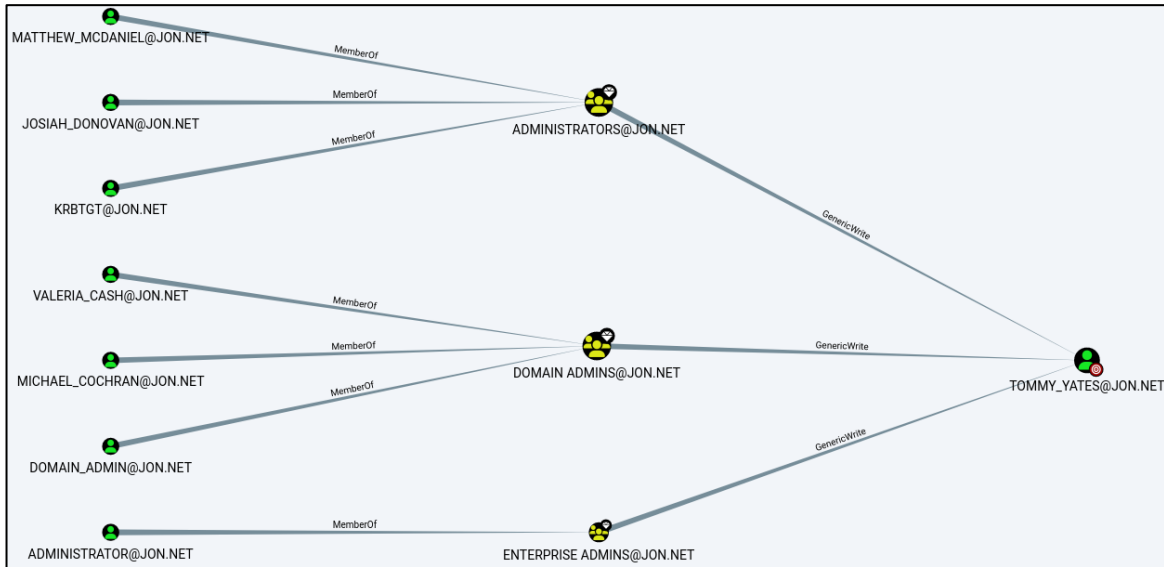 MATTHEW_MCDANIEL@JON.NET
MemberOf
JOSIAH_DONOVAN@JON.NET
MemberOf
ADMINISTRATORS@JON.NET
MemberOf
KRBTGT@JON.NET
GenericWrite
VALERIA_CASH@JON.NET
MemberOf
MICHAEL_COCHRAN@JON.NET
MemberOf
DOMAIN ADMINS@JON.NET
GenericWrite
TOMMY_YATES@JON.NET
MemberOf
DOMAIN_ADMIN@JON.NET
GenericWrite
ADMINISTRATOR@JON.NET
MemberOf
ENTERPRISE ADMINS@JON.NET